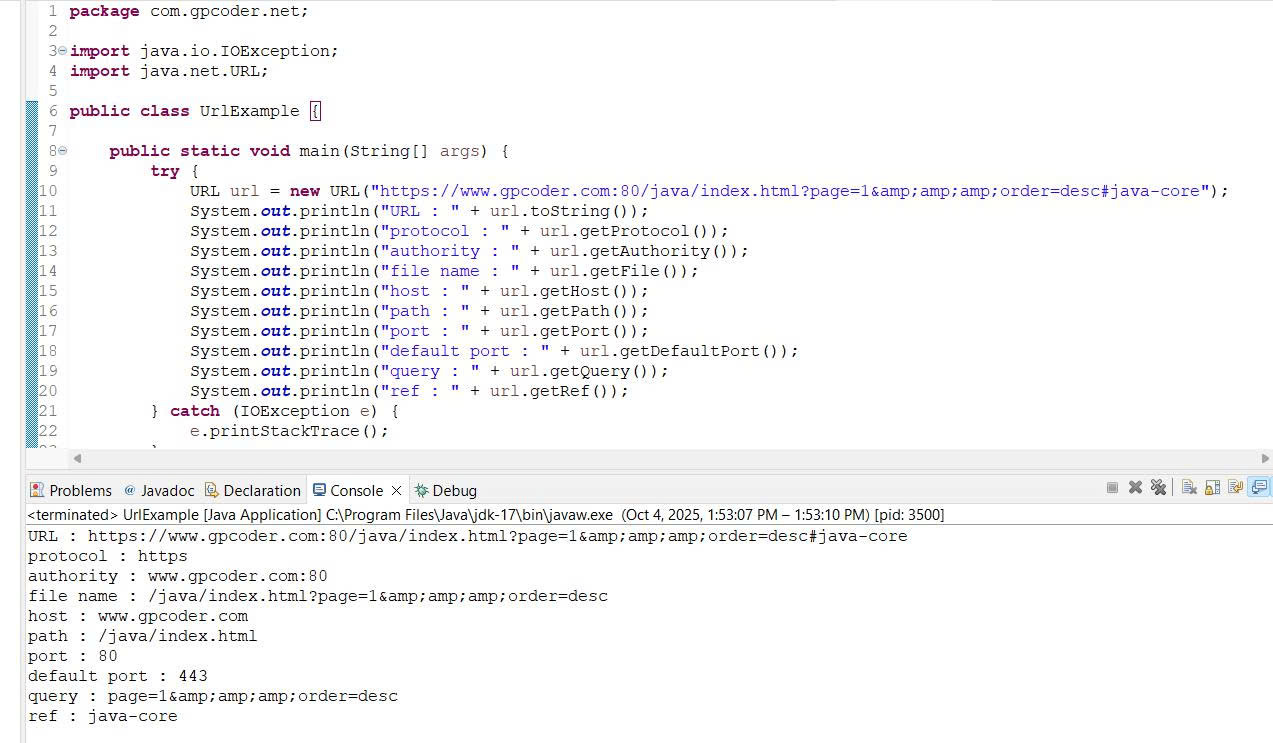 1 package com.gpcoder.net;
2
3 import java.io.IOException;
4 import java.net.URL;
5
6 public class UrlExample {
7
8 public static void main(String[] args) {
9 try {
10 URL url = new URL("https://www.gpcoder.com:80/java/index.html?page=1&amp;amp;amp;order=desc#java-core");
11 System.out.println("URL : " + url.toString());
12 System.out.println("protocol : " + url.getProtocol());
13 System.out.println("authority : " + url.getAuthority());
14 System.out.println("file name : " + url.getFile());
15 System.out.println("host : " + url.getHost());
16 System.out.println("path : " + url.getPath());
17 System.out.println("port : " + url.getPort());
18 System.out.println("default port : " + url.getDefaultPort());
19 System.out.println("query : " + url.getQuery());
20 System.out.println("ref : " + url.getRef());
21 } catch (IOException e) {
22 e.printStackTrace();
Problems @ Javadoc Declaration Console Debug
<terminated> UrlExample [Java Application] C:\Program Files\Java\jdk-17\bin\javaw.exe (Oct 4, 2025, 1:53:07 PM – 1:53:10 PM) [pid: 3500]
URL : https://www.gpcoder.com:80/java/index.html?page=1&amp;amp;amp;order=desc#java-core
protocol : https
authority : www.gpcoder.com:80
file name : /java/index.html?page=1&amp;amp;amp;order=desc
host : www.gpcoder.com
path : /java/index.html
port : 80
default port : 443
query : page=1&amp;amp;amp;order=desc
ref : java-core